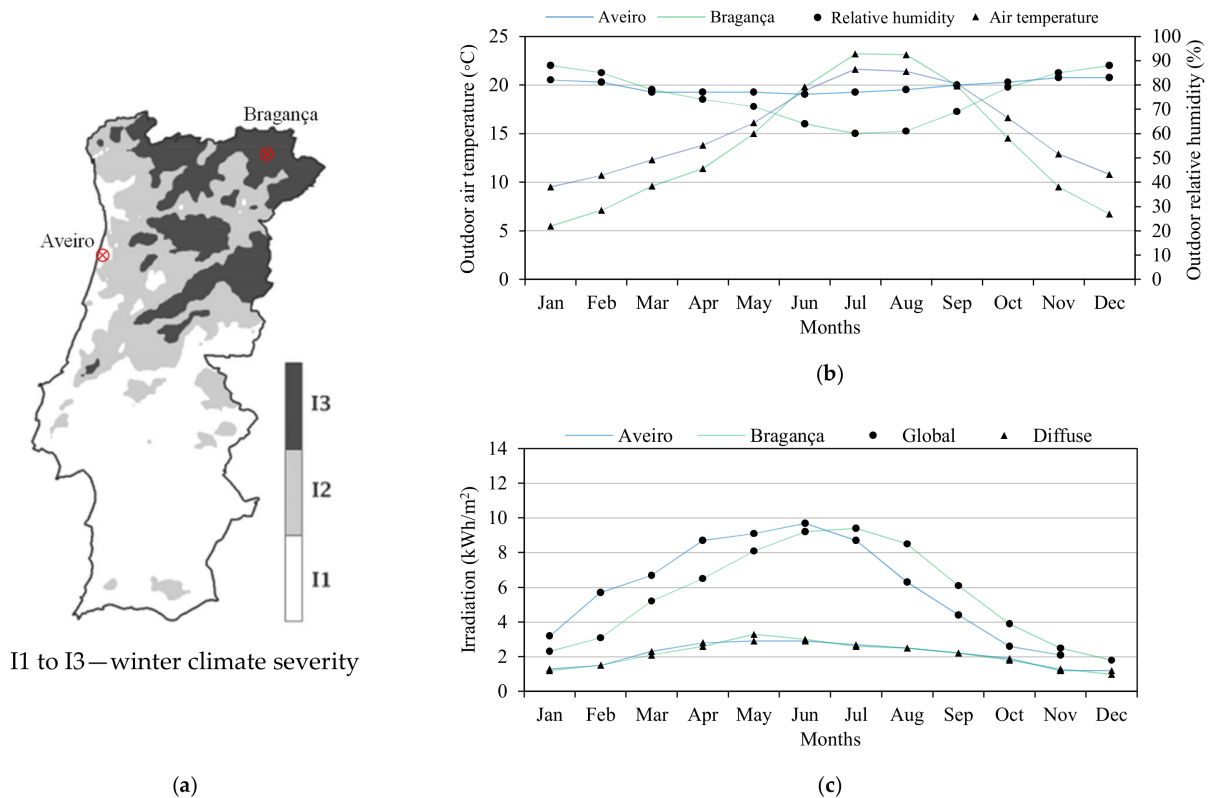 Bragança
Aveiro
I3
I2
I1
I1 to I3—winter climate severity
(a)
Aveiro Bragança Relative humidity Air temperature
Outdoor air temperature (∘C)
25
20
15
10
5
0
100
90
80
70
60
50
40
30
20
10
0
Outdoor relative humidity (%)
Jan Feb Mar Apr May Jun Jul Aug Sep Oct Nov Dec
Months
(b)
Aveiro Bragança Global Diffuse
Irradiation (kWh/m²)
14
12
10
8
6
4
2
0
Jan Feb Mar Apr May Jun Jul Aug Sep Oct Nov Dec
Months
(c)